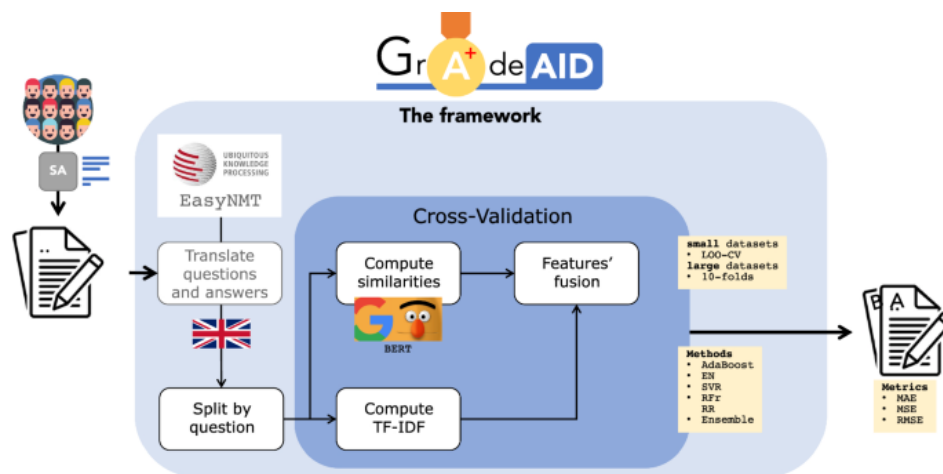 GrA+deAID
The framework
SA
UBIQUITOUS
KNOWLEDGE
PROCESSING
EasyNMT
Translate
questions
and answers
Split by
question
Cross-Validation
Compute
similarities
G
BERT
Compute
TF-IDF
Features'
fusion
small datasets
• LOO-CV
large datasets
• 10-folds
Methods
• AdaBoost
• EN
• SVR
• RFr
RR
• Ensemble
B A
Metrics
• MAE
• MSE
• RMSE